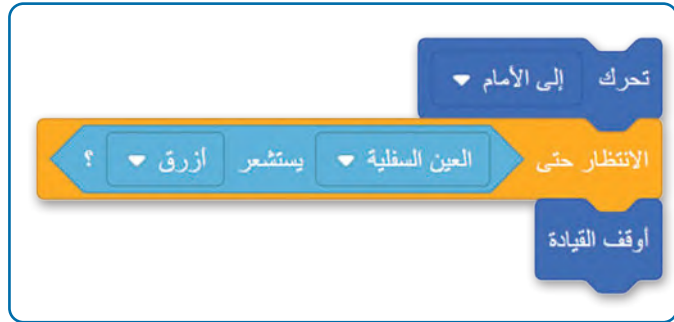 تحرك إلى الأمام
الانتظار حتى العين السفلية يستشعر أزرق ؟
أوقف القيادة